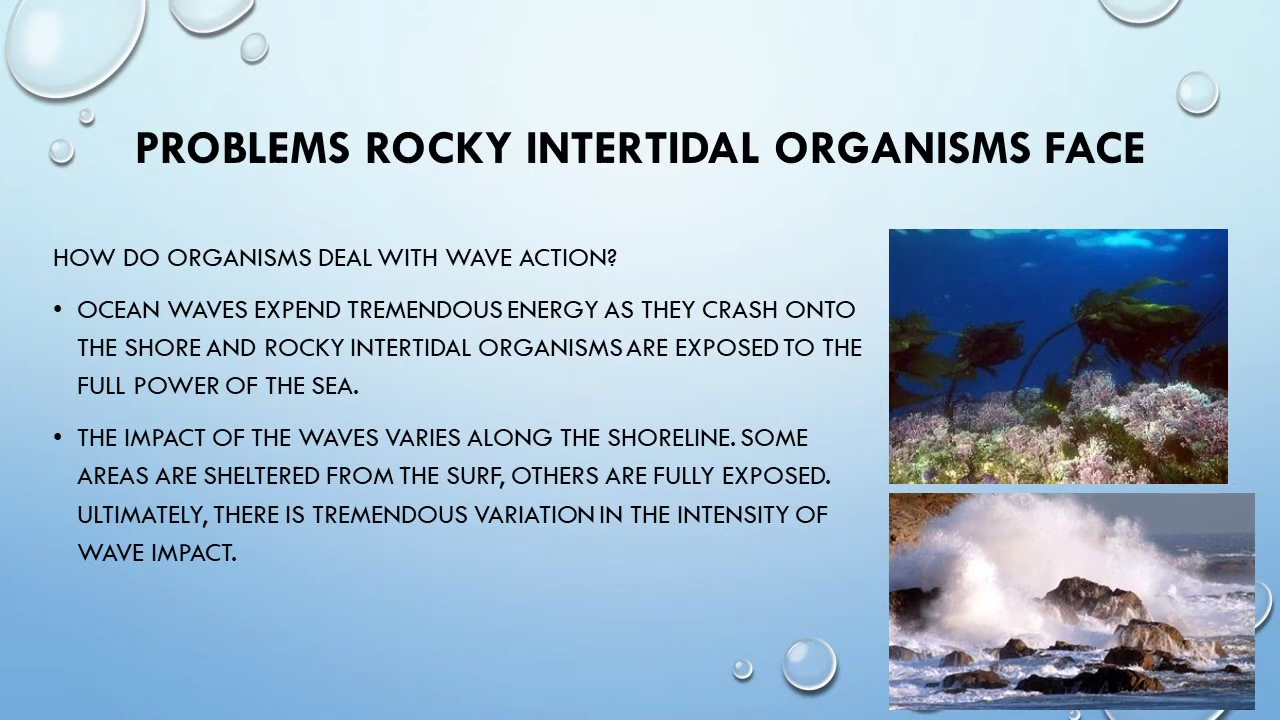 PROBLEMS ROCKY INTERTIDAL ORGANISMS FACE
HOW DO ORGANISMS DEAL WITH WAVE ACTION?
• OCEAN WAVES EXPEND TREMENDOUS ENERGY AS THEY CRASH ONTO
THE SHORE AND ROCKY INTERTIDAL ORGANISMS ARE EXPOSED TO THE
FULL POWER OF THE SEA.
• THE IMPACT OF THE WAVES VARIES ALONG THE SHORELINE. SOME
AREAS ARE SHELTERED FROM THE SURF, OTHERS ARE FULLY EXPOSED.
ULTIMATELY, THERE IS TREMENDOUS VARIATION IN THE INTENSITY OF
WAVE IMPACT.